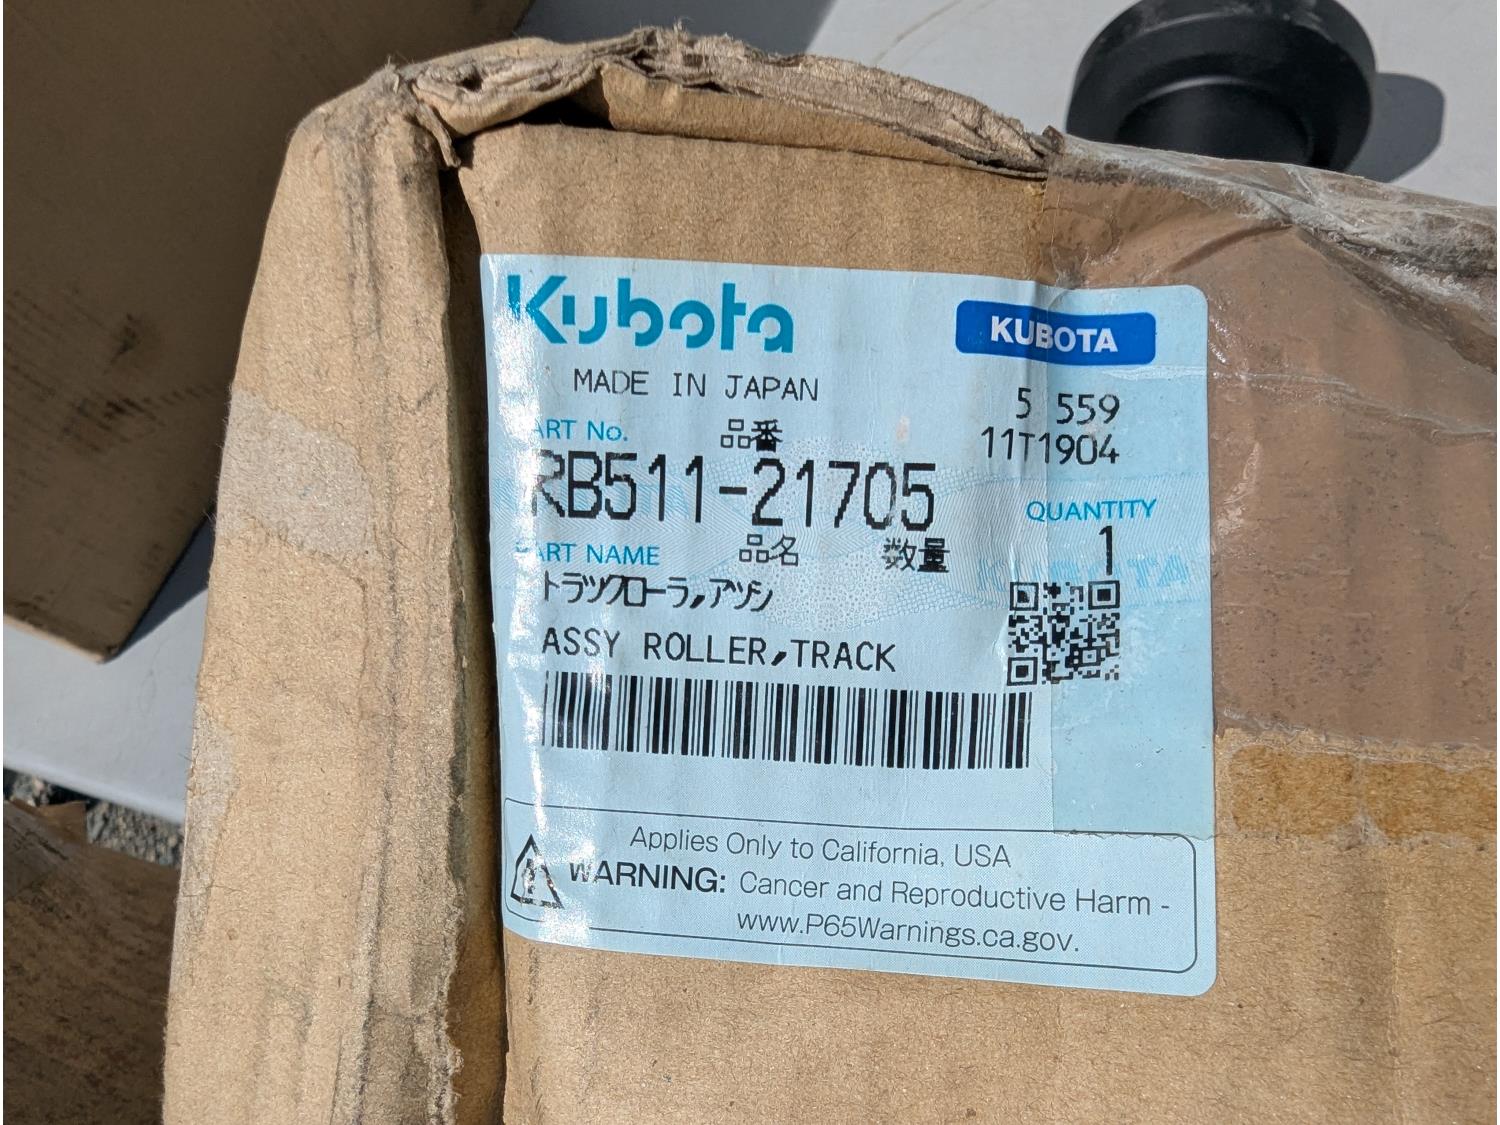 Kubota
KUBOTA
MADE IN JAPAN
5 559
PART No. 品番
11T1904
RB511-21705
QUANTITY
PART NAME 品名 数量
1
トラツクローラ,アツシ
ASSY ROLLER,TRACK
Applies Only to California, USA
WARNING: Cancer and Reproductive Harm -
www.P65Warnings.ca.gov.